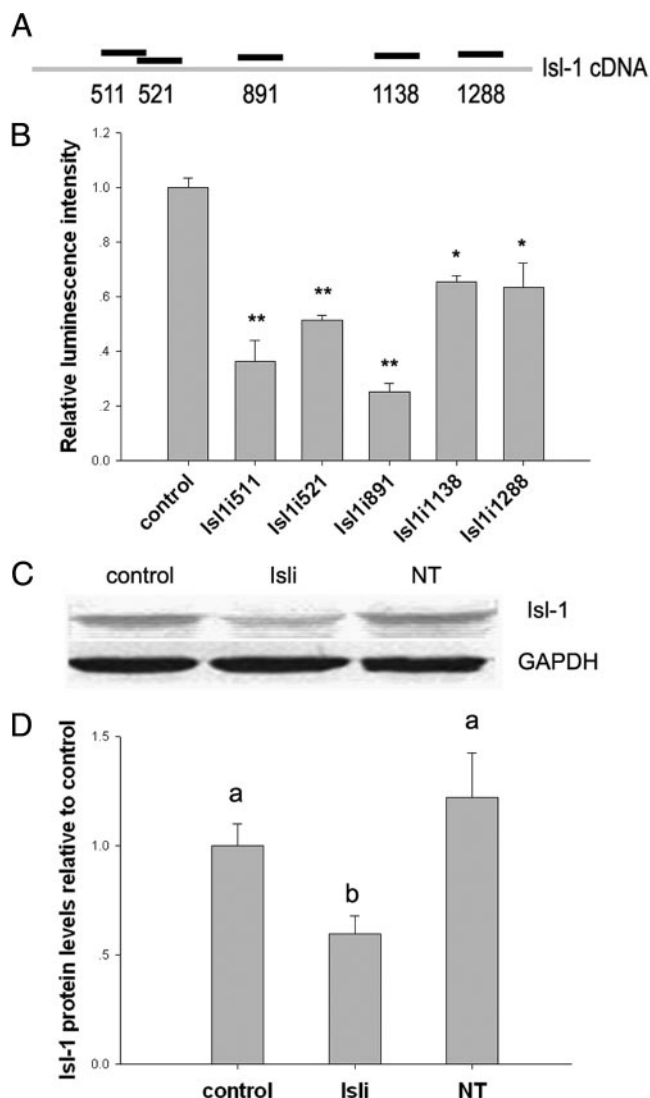 A
Isl-1 cDNA
511 521 891 1138 1288
B
Relative luminescence intensity
1.2
1.0
.8
.6
.4
.2
0.0
** ** ** * *
control Isl1i511 Isl1i521 Isl1i891 Isl1i1138 Isl1i1288
C
control Isli NT
Isl-1
GAPDH
D
Isl-1 protein levels relative to control
1.5
1.0
.5
0.0
a b a
control Isli NT